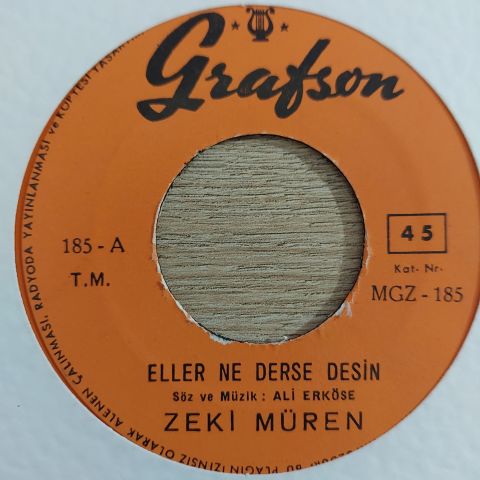 Grafson
185 - A
T.M.
45
Kat. Nr.
MGZ - 185
ELLER NE DERSE DESİN
Söz ve Müzik : ALİ ERKÖSE
ZEKİ MÜREN
BU PLAĞIN İZİNSİZ OLARAK ALENEN ÇALINMASI, RADYODA YAYINLANMASI ve KOPYESİ